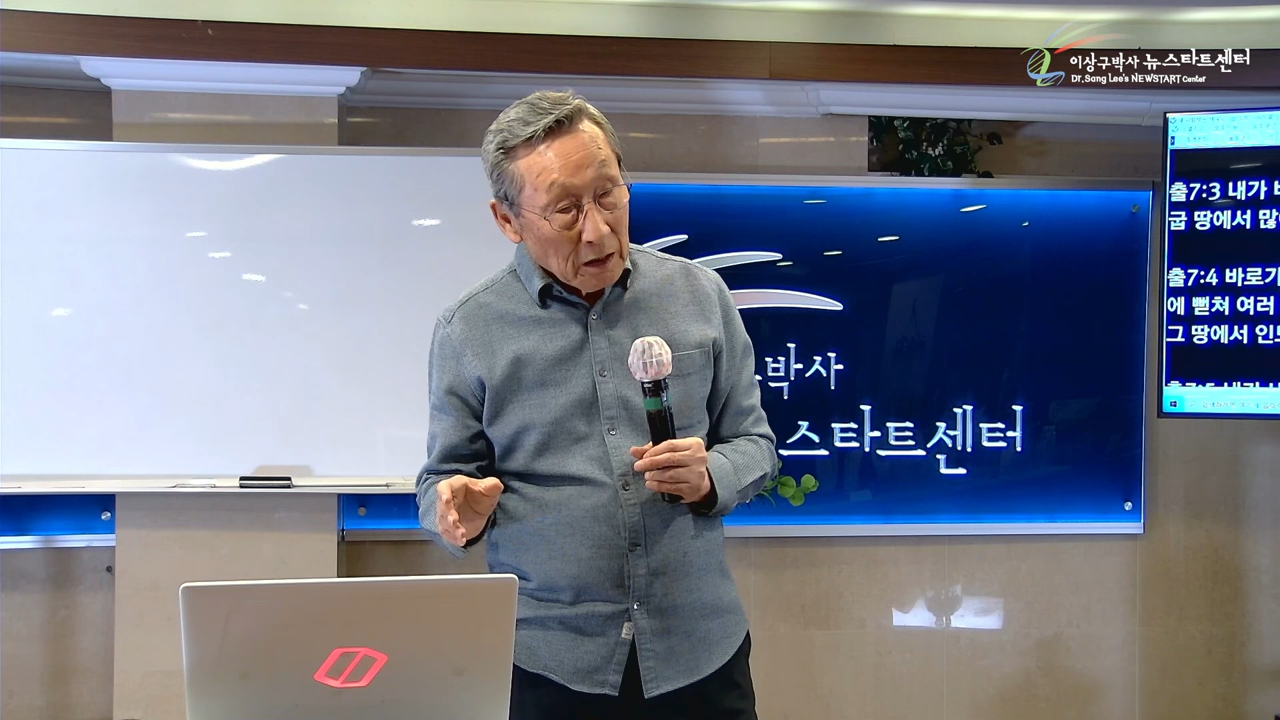 이상구박사 뉴스타트센터
Dr. Sang Lee's NEWSTART Center
출7:3 내가
굽 땅에서
출7:4 바로가
에 뻗쳐 여러
그 땅에서
박사
스타트센터